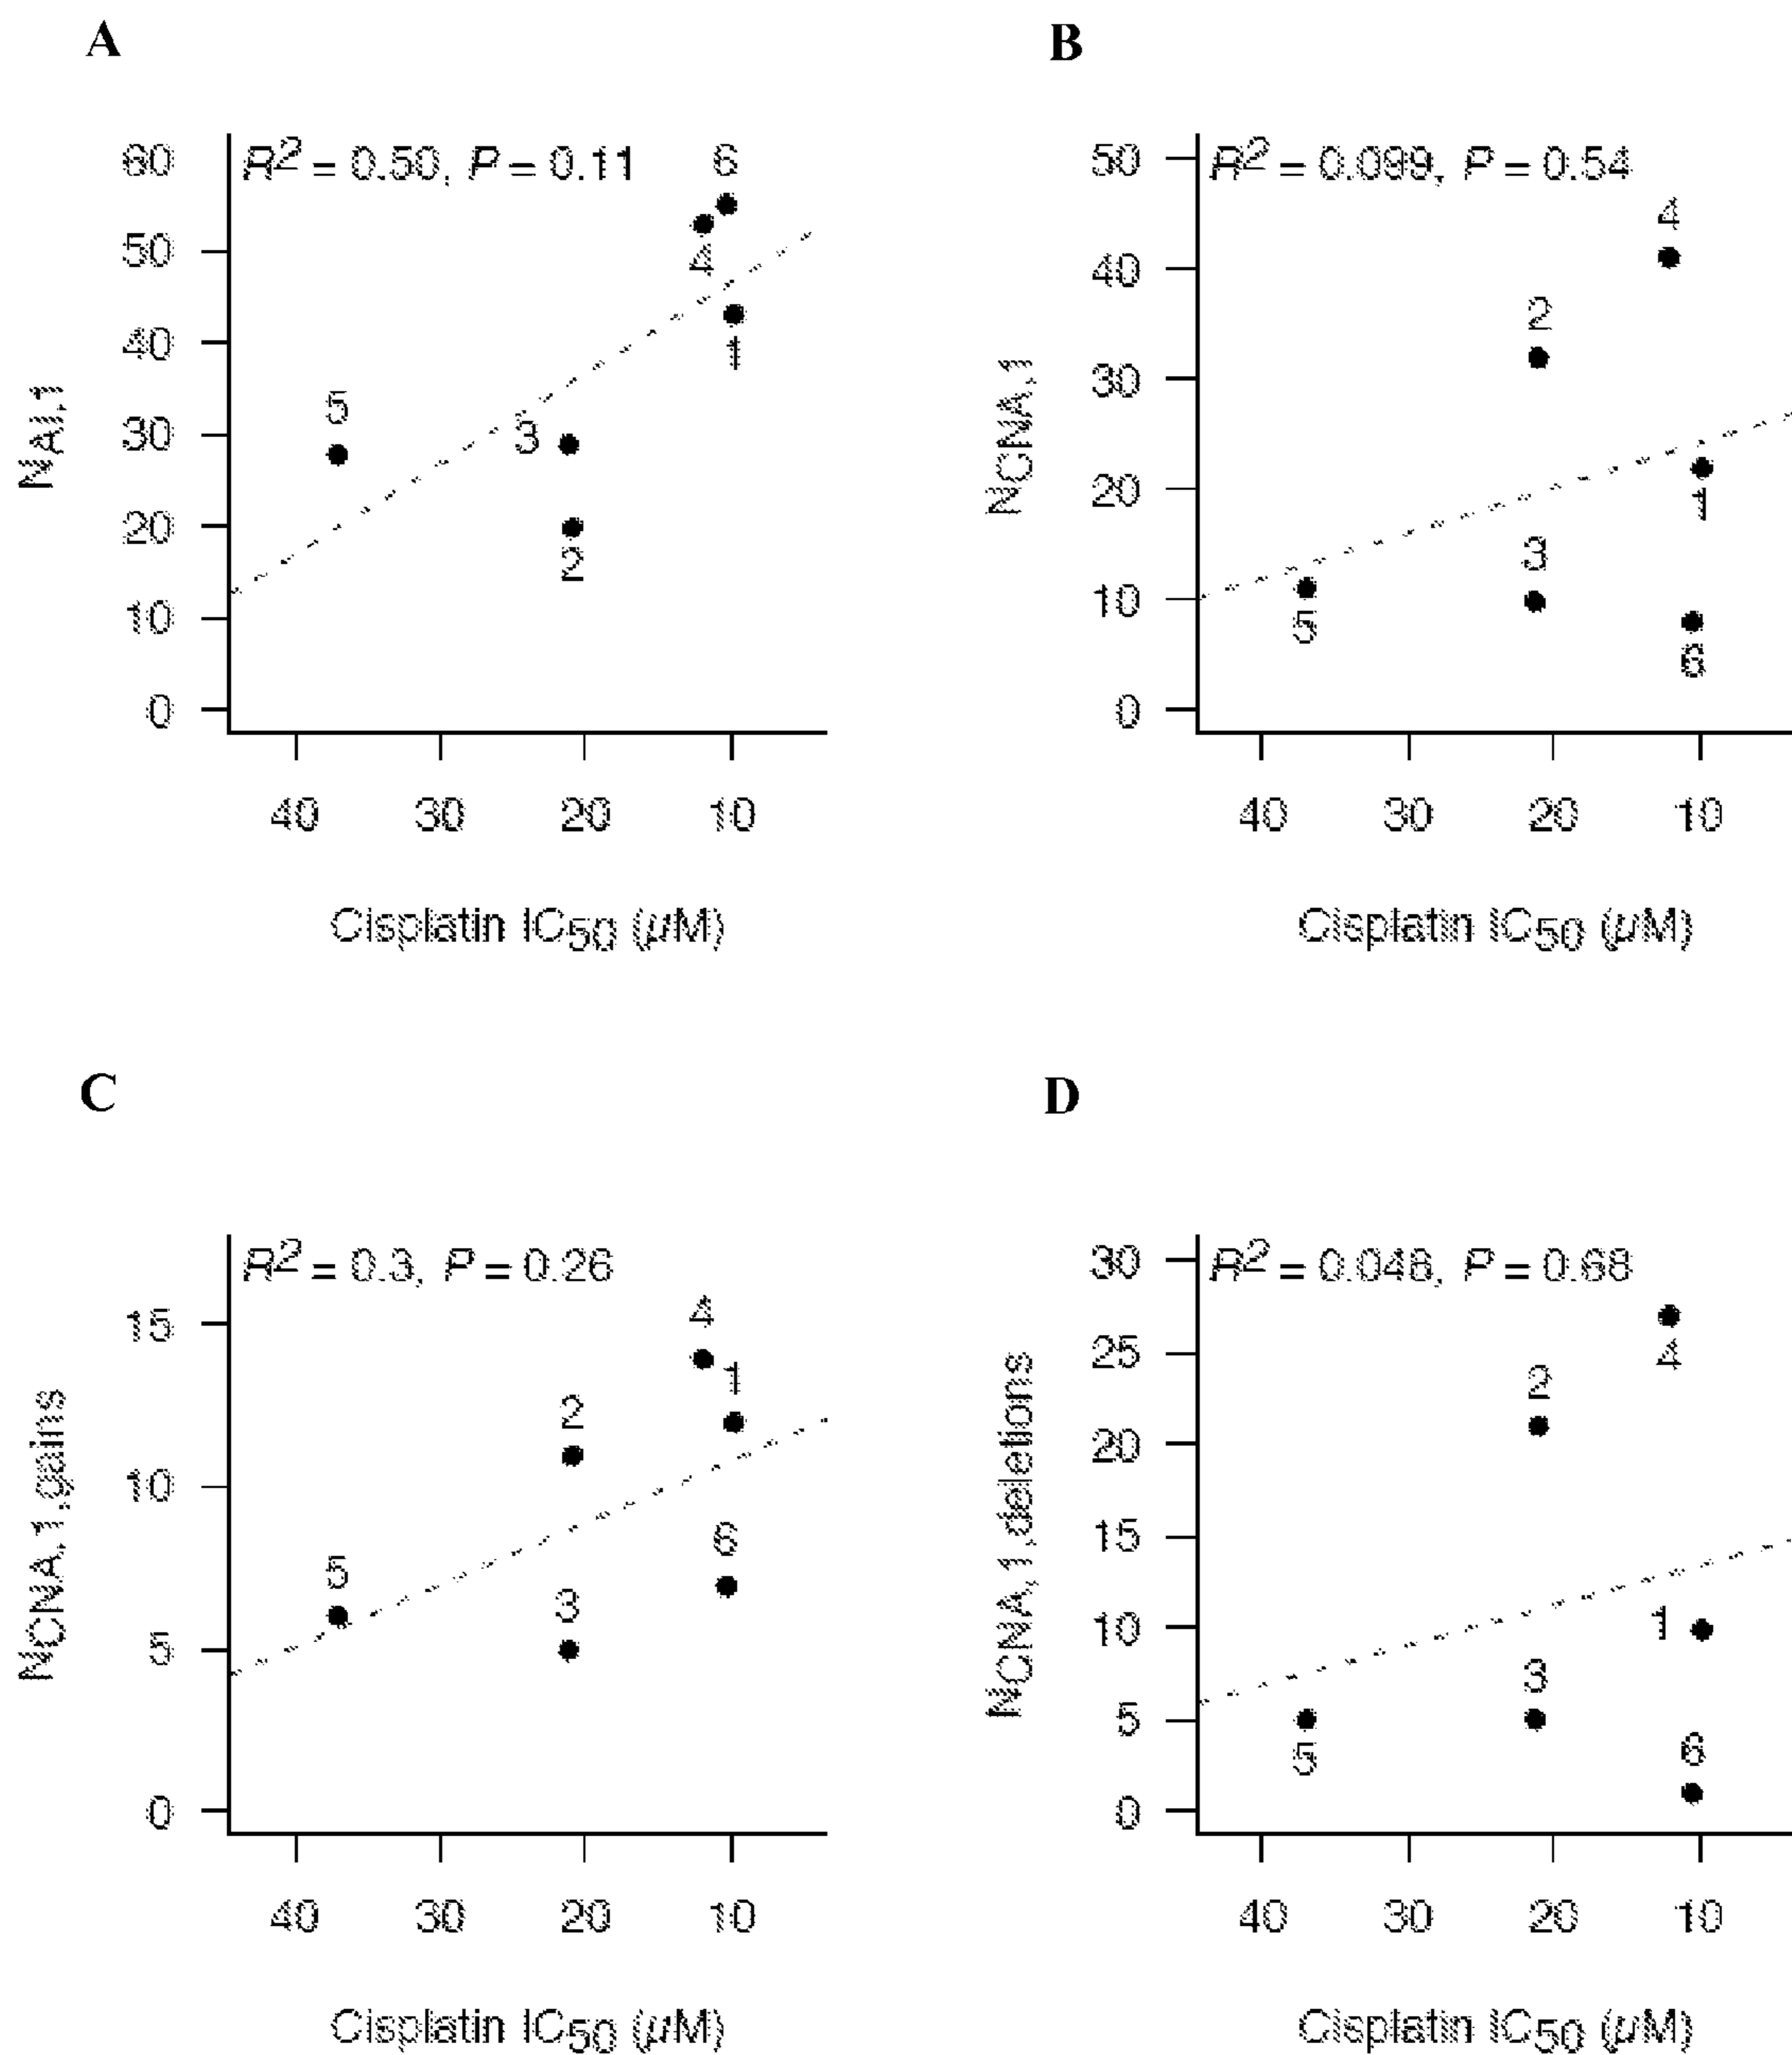 A
R2 = 0.50, P = 0.11
60
50
40
30
20
10
0
NAI,1
6
4
1
5
3
2
40 30 20 10
Cisplatin IC50 (µM)
B
R2 = 0.099, P = 0.54
50
40
30
20
10
0
NCNA,1
4
2
1
3
5
6
40 30 20 10
Cisplatin IC50 (µM)
C
R2 = 0.3, P = 0.26
15
10
5
0
NCNA,1,gains
4
1
2
6
5
3
40 30 20 10
Cisplatin IC50 (µM)
D
R2 = 0.048, P = 0.68
30
25
20
15
10
5
0
NCNA,1,deletions
4
2
1
3
5
6
40 30 20 10
Cisplatin IC50 (µM)